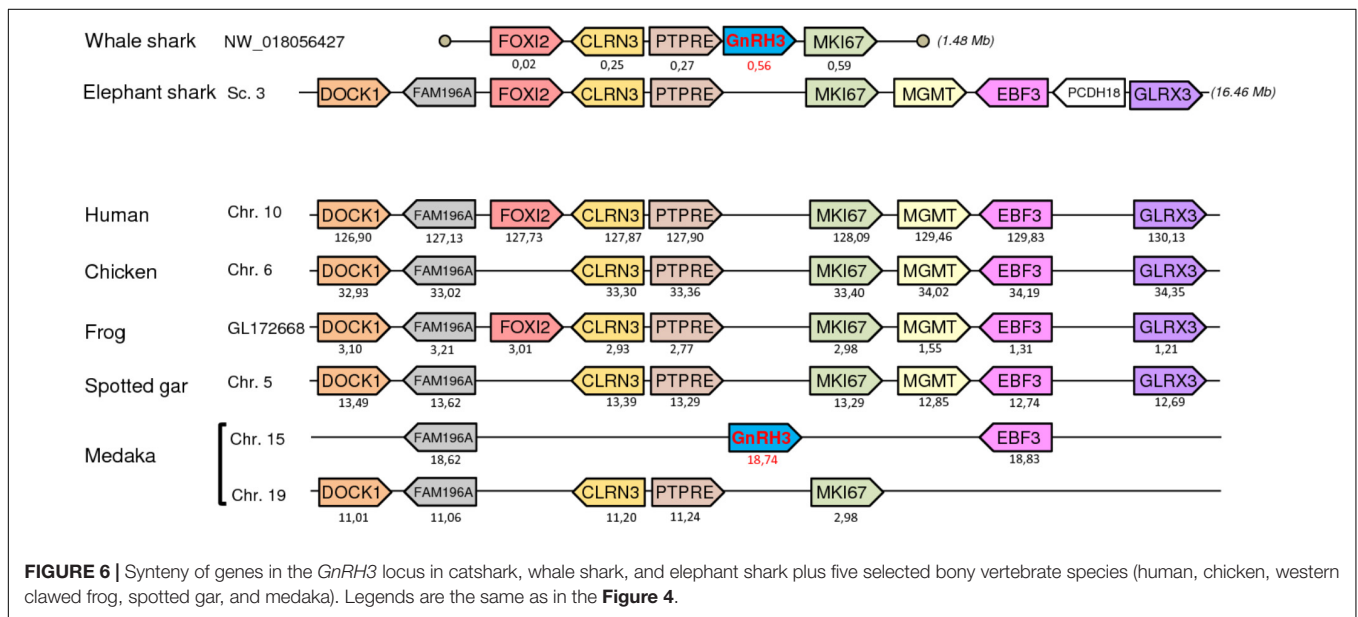 Whale shark NW_018056427 FOXI2 CLRN3 PTPRE GnRH3 MKI67 (1.48 Mb)
0,02 0,25 0,27 0,56 0,59
Elephant shark Sc. 3 DOCK1 FAM196A FOXI2 CLRN3 PTPRE MKI67 MGMT EBF3 PCDH18 GLRX3 (16.46 Mb)
Human Chr. 10 DOCK1 FAM196A FOXI2 CLRN3 PTPRE MKI67 MGMT EBF3 GLRX3
126,90 127,13 127,73 127,87 127,90 128,09 129,46 129,83 130,13
Chicken Chr. 6 DOCK1 FAM196A CLRN3 PTPRE MKI67 MGMT EBF3 GLRX3
32,93 33,02 33,30 33,36 33,40 34,02 34,19 34,35
Frog GL172668 DOCK1 FAM196A FOXI2 CLRN3 PTPRE MKI67 MGMT EBF3 GLRX3
3,10 3,21 3,01 2,93 2,77 2,98 1,55 1,31 1,21
Spotted gar Chr. 5 DOCK1 FAM196A CLRN3 PTPRE MKI67 MGMT EBF3 GLRX3
13,49 13,62 13,39 13,29 13,29 12,85 12,74 12,69
Medaka
Chr. 15 FAM196A GnRH3 EBF3
18,62 18,74 18,83
Chr. 19 DOCK1 FAM196A CLRN3 PTPRE MKI67
11,01 11,06 11,20 11,24 2,98
FIGURE 6 | Synteny of genes in the GnRH3 locus in catshark, whale shark, and elephant shark plus five selected bony vertebrate species (human, chicken, western
clawed frog, spotted gar, and medaka). Legends are the same as in the Figure 4.